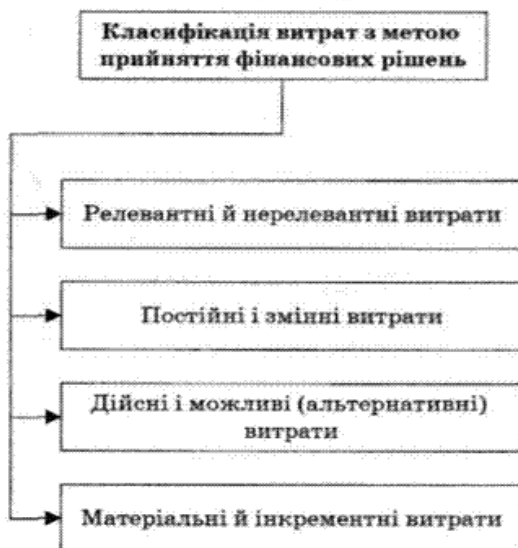 Класифікація витрат з метою
прийняття фінансових рішень
Релевантні й нерелевантні витрати
Постійні і змінні витрати
Дійсні і можливі (альтернативні)
витрати
Матеріальні й інкрементні витрати